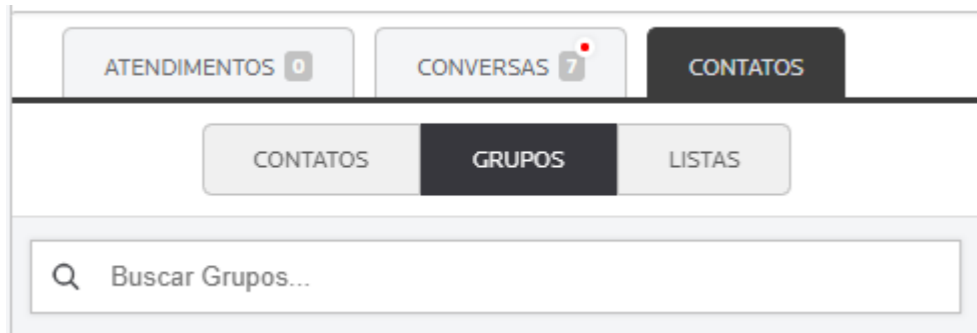 ATENDIMENTOS 0 CONVERSAS 7 CONTATOS
CONTATOS GRUPOS LISTAS
Buscar Grupos...